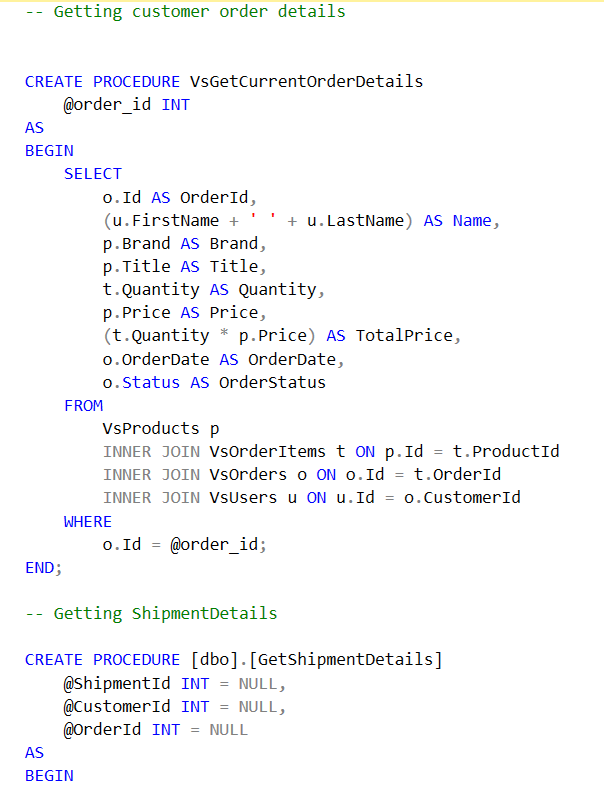 -- Getting customer order details
CREATE PROCEDURE VsGetCurrentOrderDetails
    @order_id INT
AS
BEGIN
    SELECT
        o.Id AS OrderId,
        (u.FirstName + ' ' + u.LastName) AS Name,
        p.Brand AS Brand,
        p.Title AS Title,
        t.Quantity AS Quantity,
        p.Price AS Price,
        (t.Quantity * p.Price) AS TotalPrice,
        o.OrderDate AS OrderDate,
        o.Status AS OrderStatus
    FROM
        VsProducts p
        INNER JOIN VsOrderItems t ON p.Id = t.ProductId
        INNER JOIN VsOrders o ON o.Id = t.OrderId
        INNER JOIN VsUsers u ON u.Id = o.CustomerId
    WHERE
        o.Id = @order_id;
END;
-- Getting ShipmentDetails
CREATE PROCEDURE [dbo].[GetShipmentDetails]
    @ShipmentId INT = NULL,
    @CustomerId INT = NULL,
    @OrderId INT = NULL
AS
BEGIN